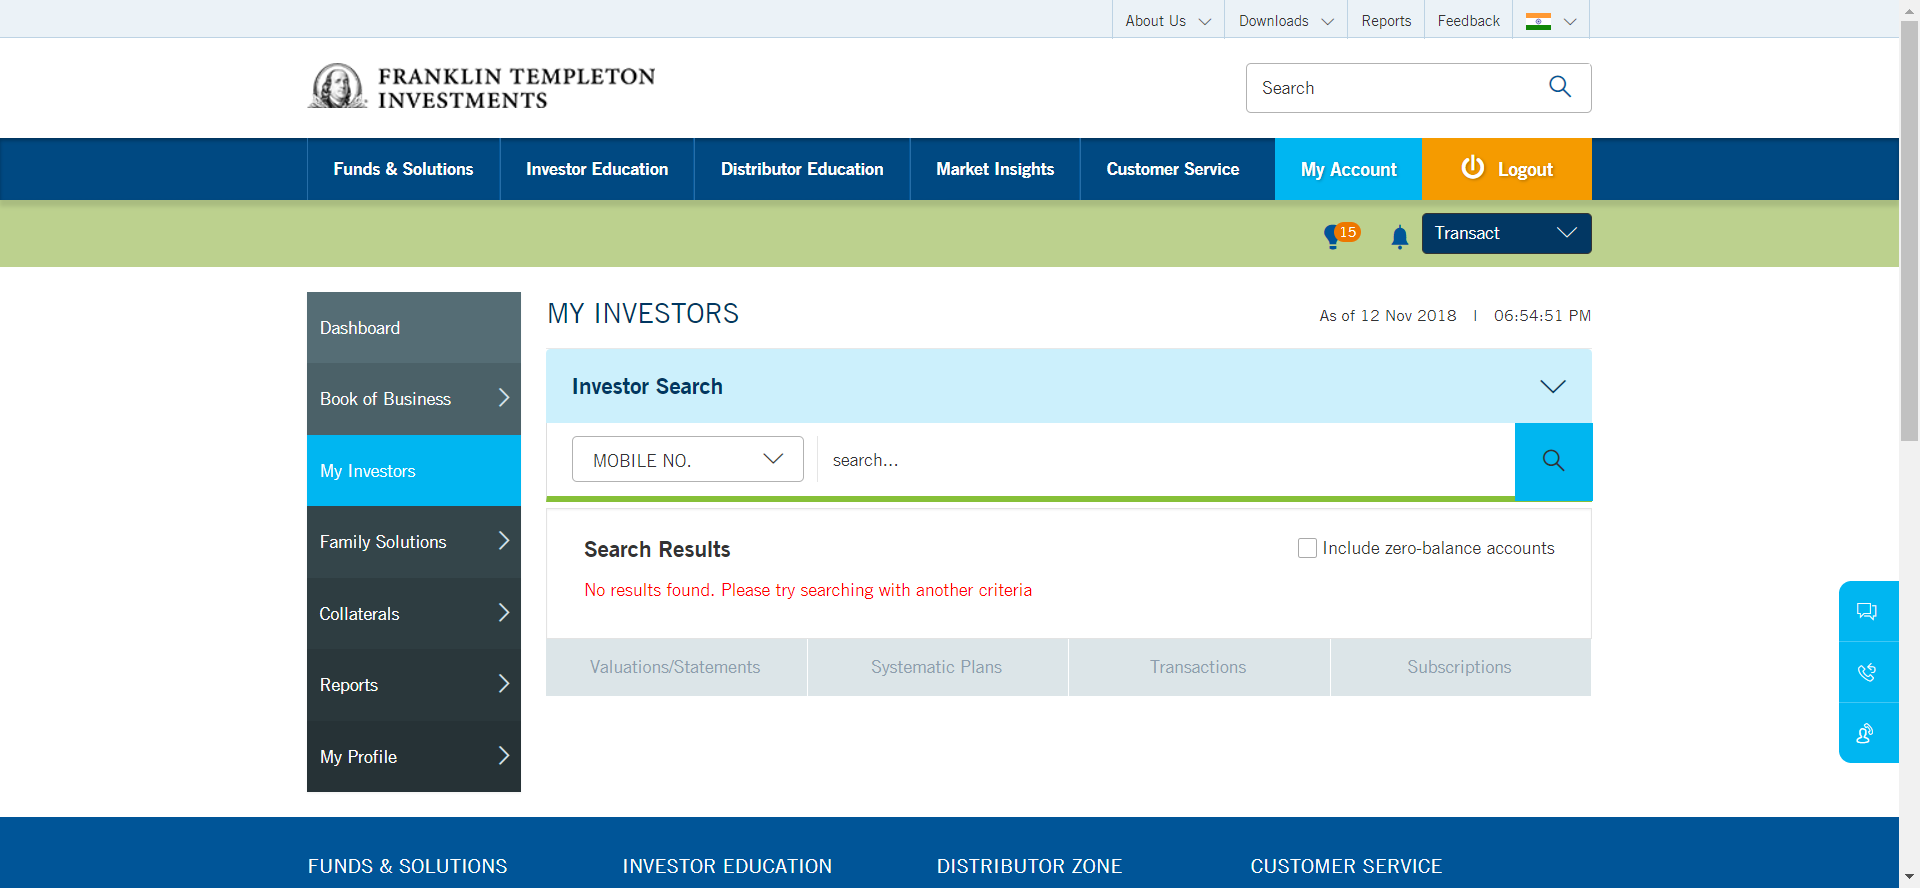 About Us
Downloads
Reports
Feedback
FRANKLIN TEMPLETON
INVESTMENTS
Search
Funds & Solutions
Investor Education
Distributor Education
Market Insights
Customer Service
My Account
Logout
15
Transact
Dashboard
Book of Business
My Investors
Family Solutions
Collaterals
Reports
My Profile
MY INVESTORS
As of 12 Nov 2018 | 06:54:51 PM
Investor Search
MOBILE NO.
search...
Search Results
Include zero-balance accounts
No results found. Please try searching with another criteria
Valuations/Statements
Systematic Plans
Transactions
Subscriptions
FUNDS & SOLUTIONS
INVESTOR EDUCATION
DISTRIBUTOR ZONE
CUSTOMER SERVICE